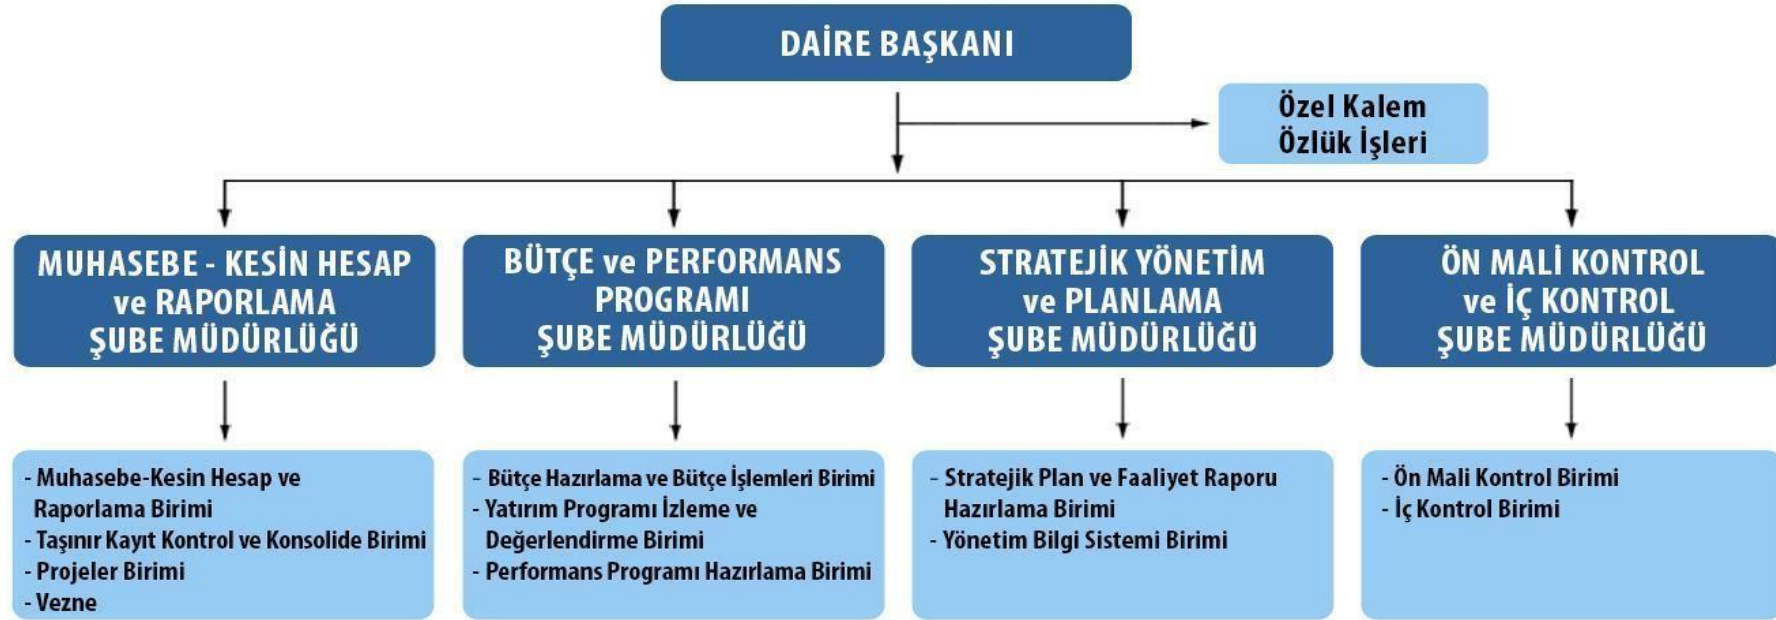 DAİRE BAŞKANI
Özel Kalem
Özlük İşleri
MUHASEBE - KESİN HESAP
ve RAPORLAMA
ŞUBE MÜDÜRLÜĞÜ
BÜTÇE ve PERFORMANS
PROGRAMI
ŞUBE MÜDÜRLÜĞÜ
STRATEJİK YÖNETİM
ve PLANLAMA
ŞUBE MÜDÜRLÜĞÜ
ÖN MALİ KONTROL
ve İÇ KONTROL
ŞUBE MÜDÜRLÜĞÜ
- Muhasebe-Kesin Hesap ve
Raporlama Birimi
- Taşınır Kayıt Kontrol ve Konsolide Birimi
- Projeler Birimi
- Vezne
- Bütçe Hazırlama ve Bütçe İşlemleri Birimi
- Yatırım Programı İzleme ve
Değerlendirme Birimi
- Performans Programı Hazırlama Birimi
- Stratejik Plan ve Faaliyet Raporu
Hazırlama Birimi
- Yönetim Bilgi Sistemi Birimi
- Ön Mali Kontrol Birimi
- İç Kontrol Birimi